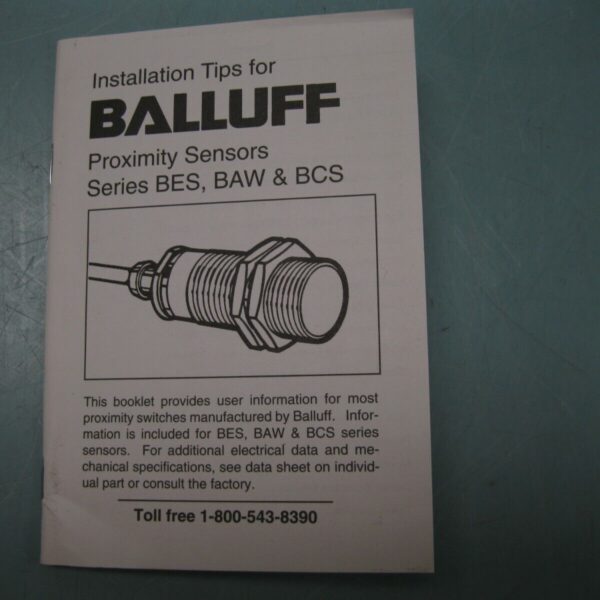 Installation Tips for
BALLUFF
Proximity Sensors
Series BES, BAW & BCS
This booklet provides user information for most
proximity switches manufactured by Balluff. Infor-
mation is included for BES, BAW & BCS series
sensors. For additional electrical data and me-
chanical specifications, see data sheet on individ-
ual part or consult the factory.
Toll free 1-800-543-8390